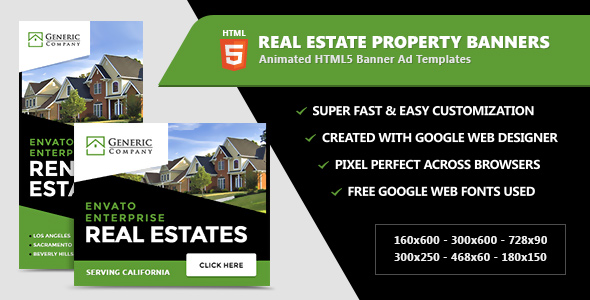 GENERIC
COMPANY
ENVATO
ENTERPRISE
REN
ESTA
LOS ANGELES
SACRAMENTO
BEVERLY HILLS
GENERIC
COMPANY
ENVATO
ENTERPRISE
REAL ESTATES
SERVING CALIFORNIA
CLICK HERE
HTML
5
REAL ESTATE PROPERTY BANNERS
Animated HTML5 Banner Ad Templates
SUPER FAST & EASY CUSTOMIZATION
CREATED WITH GOOGLE WEB DESIGNER
PIXEL PERFECT ACROSS BROWSERS
FREE GOOGLE WEB FONTS USED
160x600 - 300x600 - 728x90
300x250 - 468x60 - 180x150